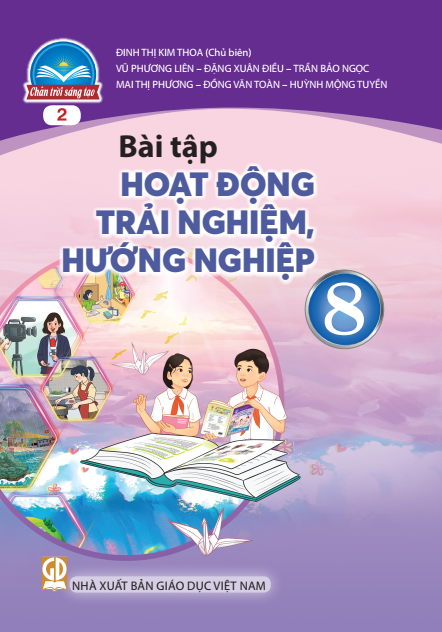 ĐINH THỊ KIM THOA (Chủ biên)
VŨ PHƯƠNG LIÊN – ĐẶNG XUÂN ĐIỀU – TRẦN BẢO NGỌC
MAI THỊ PHƯƠNG – ĐỒNG VĂN TOÀN – HUỲNH MỘNG TUYỀN
Chân trời sáng tạo
2
Bài tập
HOẠT ĐỘNG
TRẢI NGHIỆM,
HƯỚNG NGHIỆP
8
GD
NHÀ XUẤT BẢN GIÁO DỤC VIỆT NAM